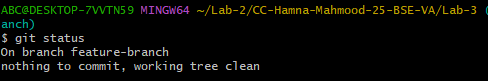 ABC@DESKTOP-7VVTN59 MINGW64 ~/Lab-2/CC-Hamna-Mahmood-25-BSE-VA/Lab-3 (
anch)
$ git status
On branch feature-branch
nothing to commit, working tree clean